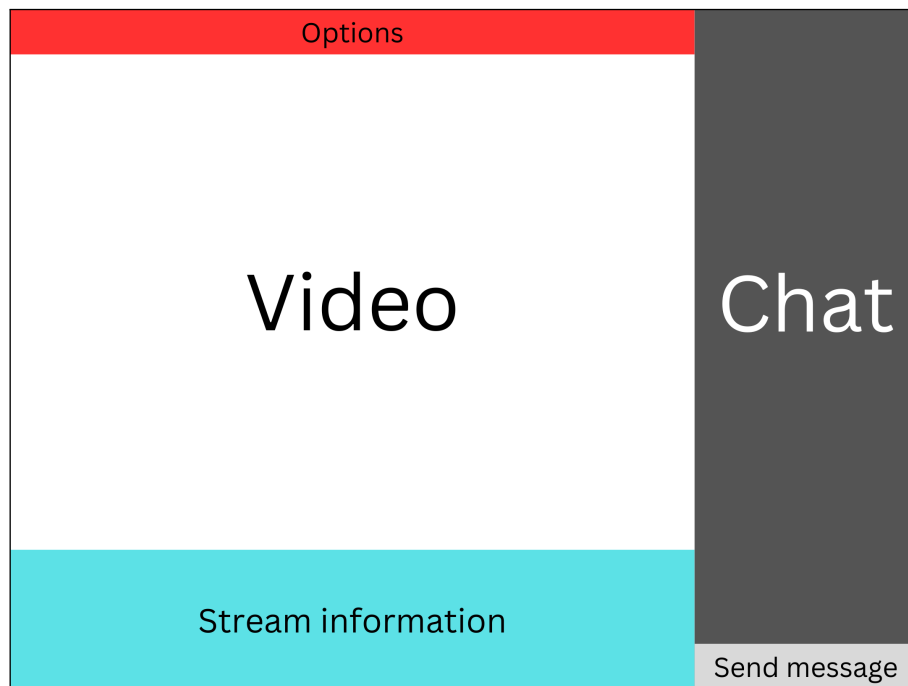 Options
Video
Chat
Stream information
Send message